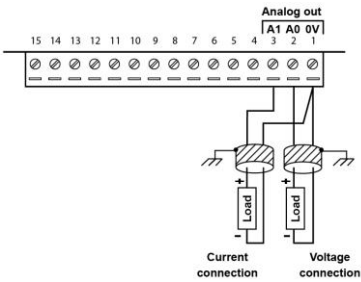 Analog out
A1 A0 0V
15 14 13 12 11 10 9 8 7 6 5 4 3 2 1
+ +
Load Load
- -
Current connection
Voltage connection